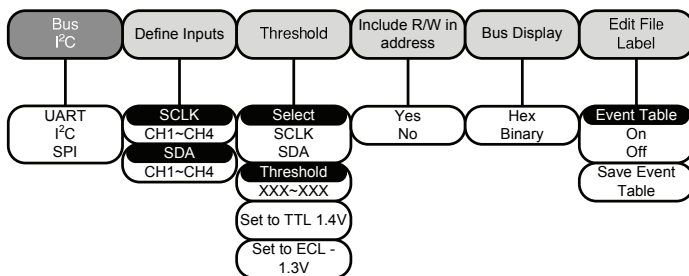 Bus
I²C
Define Inputs
Threshold
Include R/W in
address
Bus Display
Edit File
Label
UART
I²C
SPI
SCLK
CH1~CH4
SDA
CH1~CH4
Select
SCLK
SDA
Threshold
XXX~XXX
Set to TTL 1.4V
Set to ECL -
1.3V
Yes
No
Hex
Binary
Event Table
On
Off
Save Event
Table